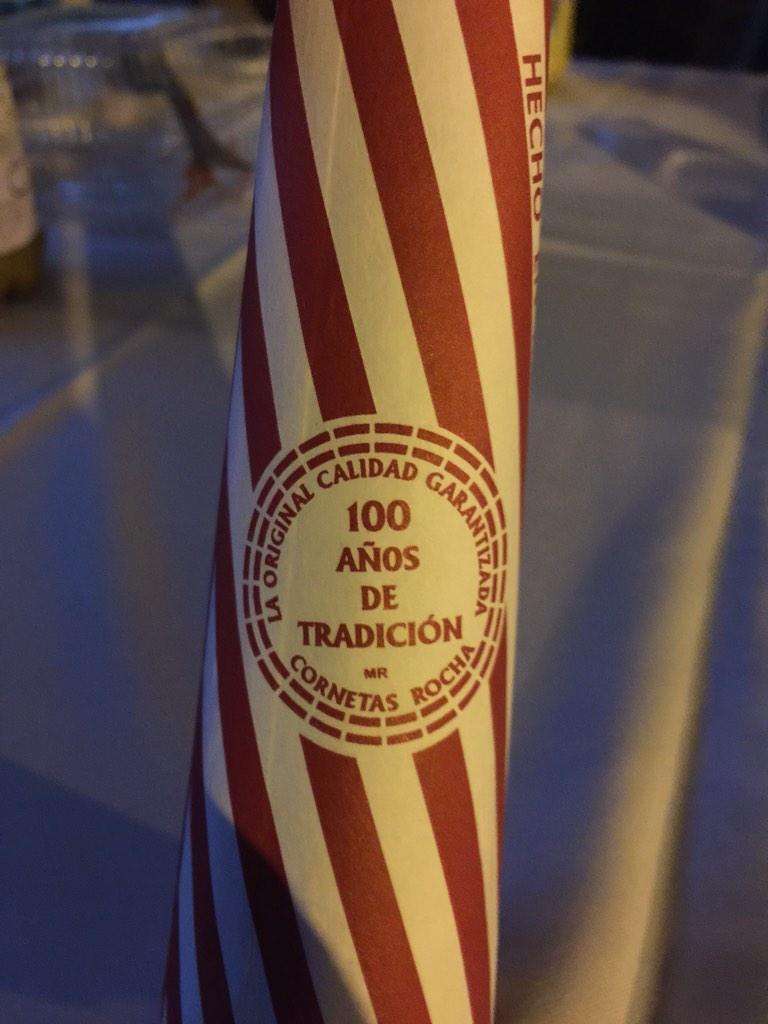 HECHO
LA ORIGINAL CALIDAD GARANTIZADA
100
AÑOS
DE
TRADICIÓN
MR
CORNETAS ROCHA